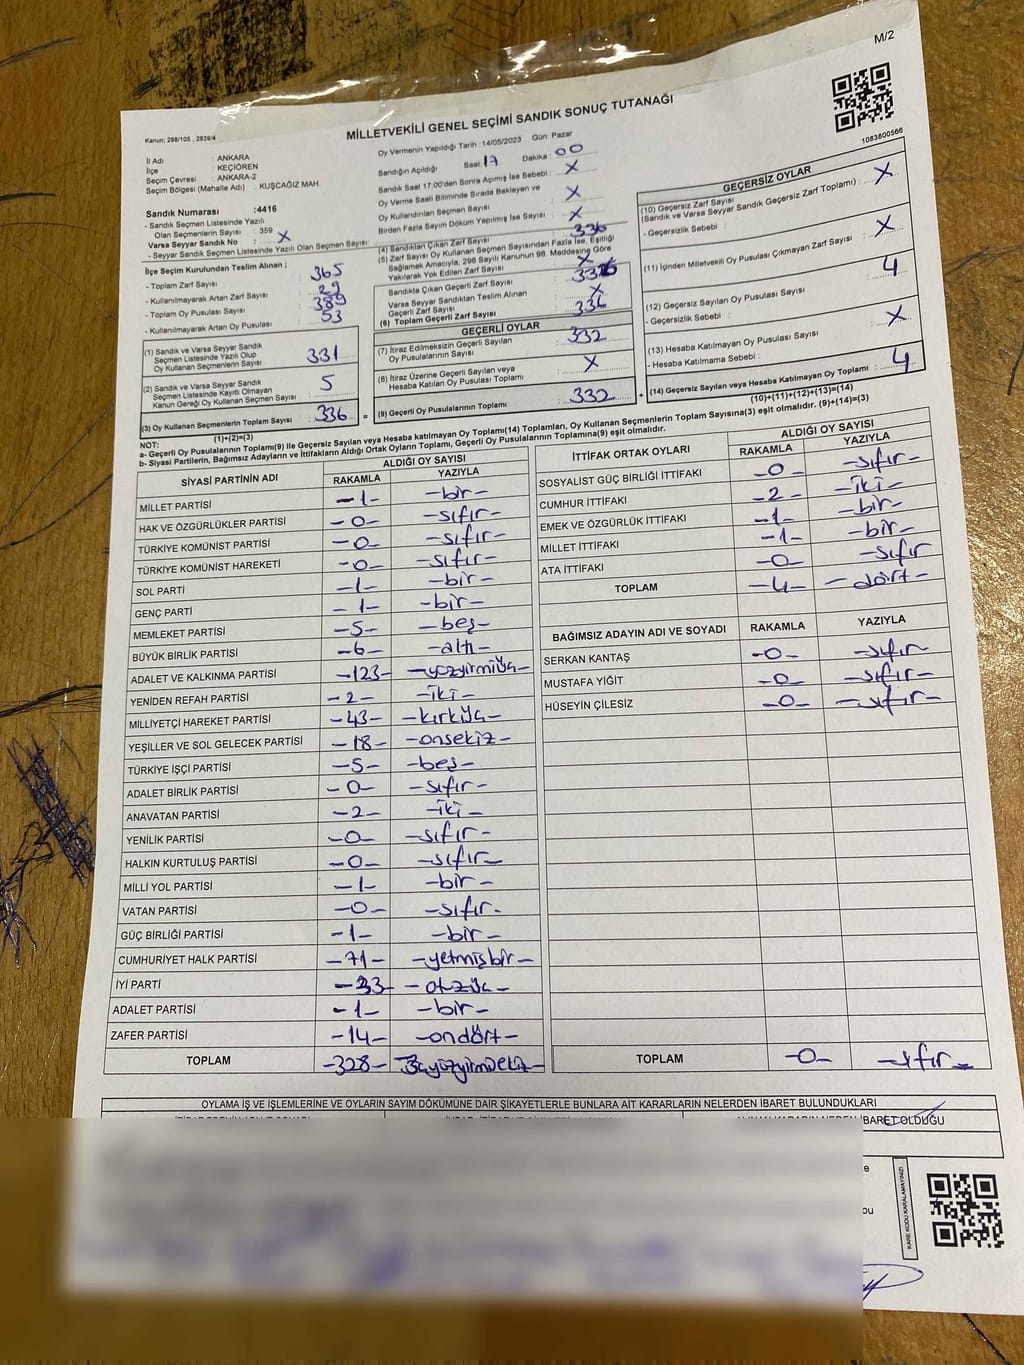 M/2
1083800566
Kanun; 298/105 , 2839/4
MİLLETVEKİLİ GENEL SEÇİMİ SANDIK SONUÇ TUTANAĞI
İl Adı : ANKARA
İlçe : KEÇİÖREN
Seçim Çevresi : ANKARA-2
Seçim Bölgesi (Mahalle Adı) : KUŞCAĞIZ MAH.
Sandık Numarası :4416
- Sandık Seçmen Listesinde Yazılı
Olan Seçmenlerin Sayısı : 359
Varsa Seyyar Sandık No : X
- Seyyar Sandık Seçmen Listesinde Yazılı Olan Seçmen Sayısı:
İlçe Seçim Kurulundan Teslim Alınan ;
- Toplam Zarf Sayısı : 365
- Kullanılmayarak Artan Zarf Sayısı : 29
- Toplam Oy Pusulası Sayısı : 389
- Kullanılmayarak Artan Oy Pusulası : 53
(1) Sandık ve Varsa Seyyar Sandık
Seçmen Listesinde Yazılı Olup
Oy Kullanan Seçmenlerin Sayısı : 331
(2) Sandık ve Varsa Seyyar Sandık
Seçmen Listesinde Kayıtlı Olmayan
Kanun Gereği Oy Kullanan Seçmen Sayısı : 5
(3) Oy Kullanan Seçmenlerin Toplam Sayısı : 336
(1)+(2)=(3)
Oy Vermenin Yapıldığı Tarih :14/05/2023 Gün: Pazar
Sandığın Açıldığı Saat: 17 Dakika : 00
Sandık Saat 17:00'den Sonra Açılmış İse Sebebi : X
Oy Verme Saati Bitiminde Sırada Bekleyen ve
Oy Kullandırılan Seçmen Sayısı : X
Birden Fazla Sayım Döküm Yapılmış İse Sayısı : X
(4) Sandıktan Çıkan Zarf Sayısı : 336
(5) Zarf Sayısı Oy Kullanan Seçmen Sayısından Fazla İse, Eşitliği
Sağlamak Amacıyla, 298 Sayılı Kanunun 98. Maddesine Göre
Yakılarak Yok Edilen Zarf Sayısı : X
Sandıkta Çıkan Geçerli Zarf Sayısı : 336
Varsa Seyyar Sandıktan Teslim Alınan
Geçerli Zarf Sayısı : X
(6) Toplam Geçerli Zarf Sayısı : 336
GEÇERLİ OYLAR
(7) İtiraz Edilmeksizin Geçerli Sayılan
Oy Pusulalarının Sayısı : 332
(8) İtiraz Üzerine Geçerli Sayılan veya
Hesaba Katılan Oy Pusulası Toplamı : X
= (9) Geçerli Oy Pusulalarının Toplamı : 332
GEÇERSİZ OYLAR
(10) Geçersiz Zarf Sayısı
(Sandık ve Varsa Seyyar Sandık Geçersiz Zarf Toplamı) : X
- Geçersizlik Sebebi :
(11) İçinden Milletvekili Oy Pusulası Çıkmayan Zarf Sayısı : X
(12) Geçersiz Sayılan Oy Pusulası Sayısı : 4
- Geçersizlik Sebebi :
(13) Hesaba Katılmayan Oy Pusulası Sayısı : X
- Hesaba Katılmama Sebebi :
+ (14) Geçersiz Sayılan veya Hesaba Katılmayan Oy Toplamı : 4
(10)+(11)+(12)+(13)=(14)
NOT:
a- Geçerli Oy Pusulalarının Toplamı(9) ile Geçersiz Sayılan veya Hesaba katılmayan Oy Toplamı(14) Toplamları, Oy Kullanan Seçmenlerin Toplam Sayısına(3) eşit olmalıdır. (9)+(14)=(3)
b- Siyasi Partilerin, Bağımsız Adayların ve İttifakların Aldığı Ortak Oyların Toplamı, Geçerli Oy Pusulalarının Toplamına(9) eşit olmalıdır.
SİYASİ PARTİNİN ADI ALDIĞI OY SAYISI
RAKAMLA YAZIYLA
MİLLET PARTİSİ -1- -bir-
HAK VE ÖZGÜRLÜKLER PARTİSİ -0- -sıfır-
TÜRKİYE KOMÜNİST PARTİSİ -0- -sıfır-
TÜRKİYE KOMÜNİST HAREKETİ -0- -sıfır-
SOL PARTİ -1- -bir-
GENÇ PARTİ -1- -bir-
MEMLEKET PARTİSİ -5- -beş-
BÜYÜK BİRLİK PARTİSİ -6- -altı-
ADALET VE KALKINMA PARTİSİ -123- -yüzyirmiüç-
YENİDEN REFAH PARTİSİ -2- -iki-
MİLLİYETÇİ HAREKET PARTİSİ -43- -kırküç-
YEŞİLLER VE SOL GELECEK PARTİSİ -18- -onsekiz-
TÜRKİYE İŞÇİ PARTİSİ -5- -beş-
ADALET BİRLİK PARTİSİ -0- -sıfır-
ANAVATAN PARTİSİ -2- -iki-
YENİLİK PARTİSİ -0- -sıfır-
HALKIN KURTULUŞ PARTİSİ -0- -sıfır-
MİLLİ YOL PARTİSİ -1- -bir-
VATAN PARTİSİ -0- -sıfır-
GÜÇ BİRLİĞİ PARTİSİ -1- -bir-
CUMHURİYET HALK PARTİSİ -71- -yetmişbir-
İYİ PARTİ -33- -otuzüç-
ADALET PARTİSİ -1- -bir-
ZAFER PARTİSİ -14- -ondört-
TOPLAM -328-
İTTİFAK ORTAK OYLARI ALDIĞI OY SAYISI
RAKAMLA YAZIYLA
SOSYALİST GÜÇ BİRLİĞİ İTTİFAKI -0- -sıfır-
CUMHUR İTTİFAKI -2- -iki-
EMEK VE ÖZGÜRLÜK İTTİFAKI -1- -bir-
MİLLET İTTİFAKI -1- -bir-
ATA İTTİFAKI -0- -sıfır
TOPLAM -4- -dört-
BAĞIMSIZ ADAYIN ADI VE SOYADI RAKAMLA YAZIYLA
SERKAN KANTAŞ -0- -sıfır
MUSTAFA YİĞİT -0- -sıfır-
HÜSEYİN ÇİLESİZ -0- -sıfır-
TOPLAM -0- -sıfır-
OYLAMA İŞ VE İŞLEMLERİNE VE OYLARIN SAYIM DÖKÜMÜNE DAİR ŞİKAYETLERLE BUNLARA AİT KARARLARIN NELERDEN İBARET BULUNDUKLARI
BARET OLDUĞU
KARE KODU KARALAMAYINIZ!